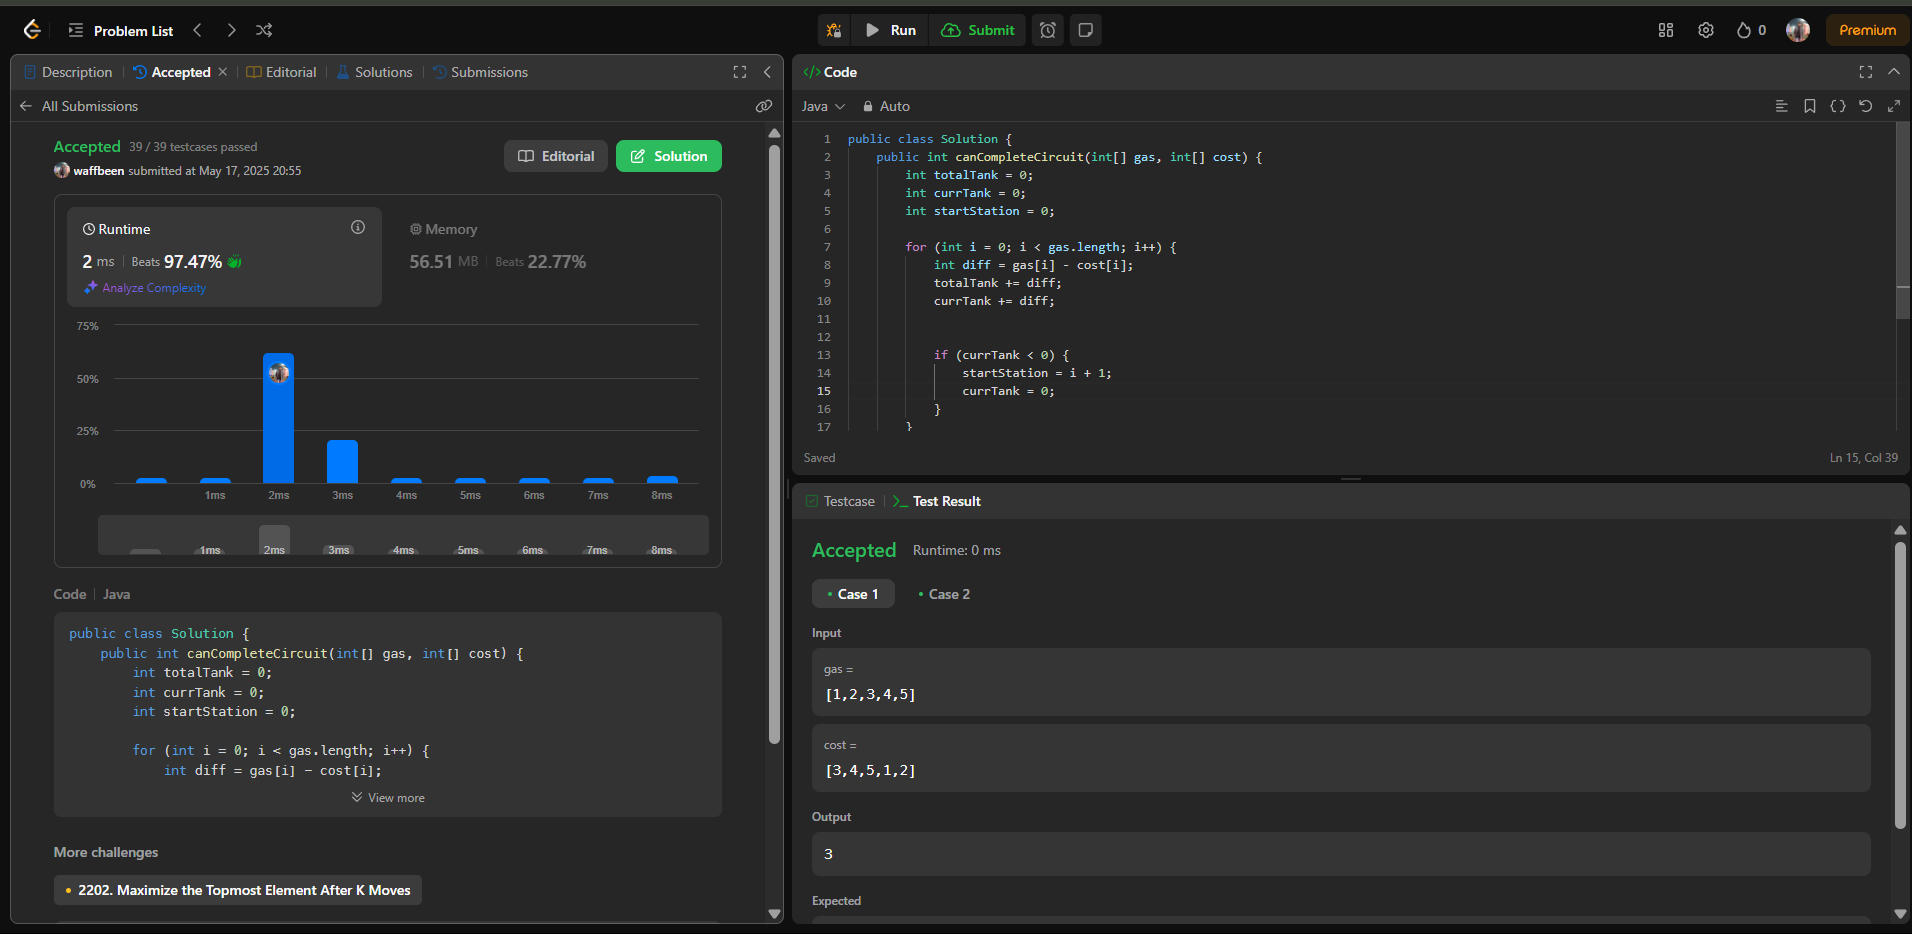 Problem List
Run
Submit
0
Premium
Description
Accepted
Editorial
Solutions
Submissions
All Submissions
Accepted 39 / 39 testcases passed
waffbeen submitted at May 17, 2025 20:55
Editorial
Solution
Runtime
2 ms Beats 97.47%
Analyze Complexity
Memory
56.51 MB Beats 22.77%
75%
50%
25%
0%
1ms 2ms 3ms 4ms 5ms 6ms 7ms 8ms
1ms 2ms 3ms 4ms 5ms 6ms 7ms 8ms
Code Java
public class Solution {
public int canCompleteCircuit(int[] gas, int[] cost) {
int totalTank = 0;
int currTank = 0;
int startStation = 0;
for (int i = 0; i < gas.length; i++) {
int diff = gas[i] - cost[i];
View more
More challenges
2202. Maximize the Topmost Element After K Moves
</> Code
Java Auto
1 public class Solution {
2 public int canCompleteCircuit(int[] gas, int[] cost) {
3 int totalTank = 0;
4 int currTank = 0;
5 int startStation = 0;
6
7 for (int i = 0; i < gas.length; i++) {
8 int diff = gas[i] - cost[i];
9 totalTank += diff;
10 currTank += diff;
11
12
13 if (currTank < 0) {
14 startStation = i + 1;
15 currTank = 0;
16 }
17 }
Saved
Ln 15, Col 39
Testcase
Test Result
Accepted Runtime: 0 ms
Case 1
Case 2
Input
gas =
[1,2,3,4,5]
cost =
[3,4,5,1,2]
Output
3
Expected